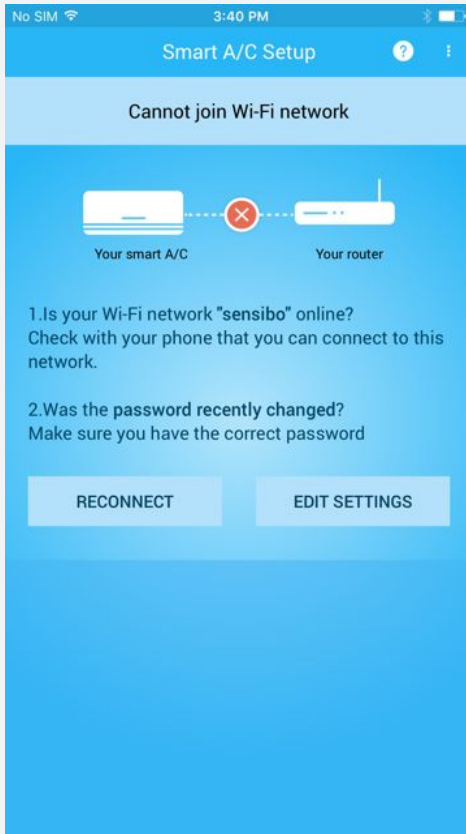 No SIM 3:40 PM
Smart A/C Setup ?
Cannot join Wi-Fi network
Your smart A/C Your router
1.Is your Wi-Fi network "sensibo" online?
Check with your phone that you can connect to this
network.
2.Was the password recently changed?
Make sure you have the correct password
RECONNECT EDIT SETTINGS